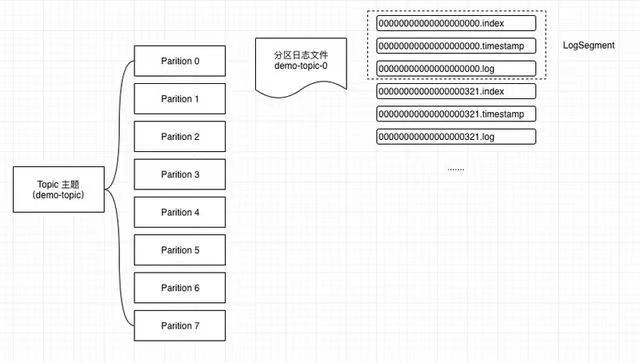 Topic 主题
(demo-topic)
Parition 0
Parition 1
Parition 2
Parition 3
Parition 4
Parition 5
Parition 6
Parition 7
分区日志文件
demo-topic-0
00000000000000000000.index
00000000000000000000.timestamp
00000000000000000000.log
00000000000000000321.index
00000000000000000321.timestamp
00000000000000000321.log
.......
LogSegment